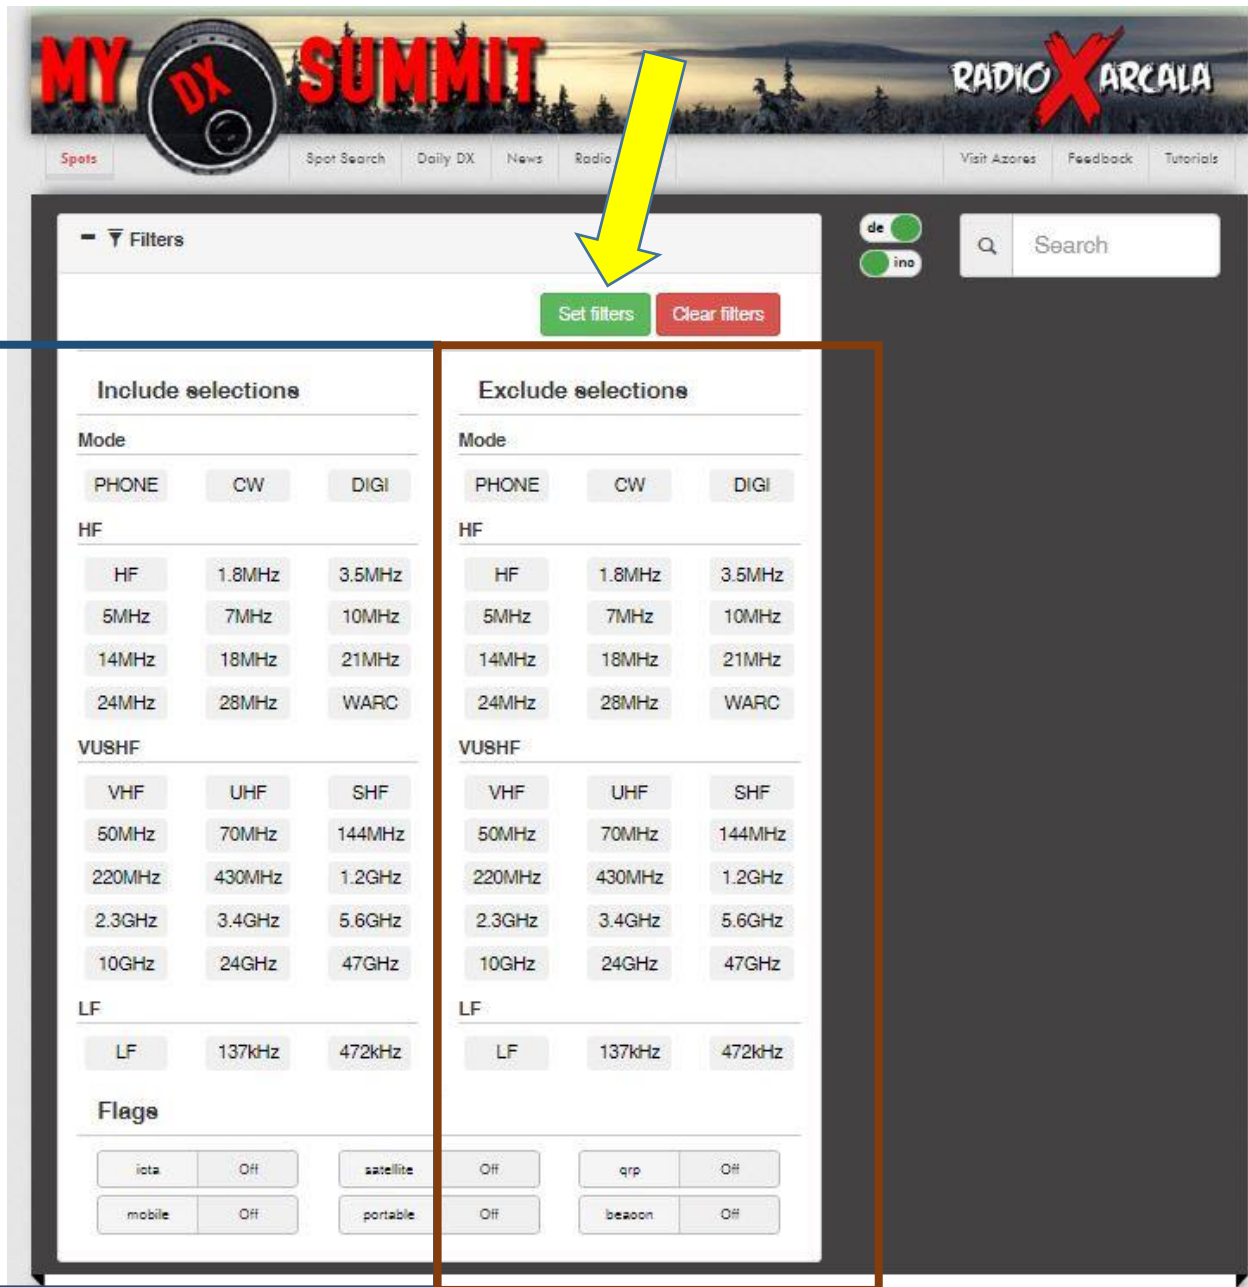 MY DX SUMMIT RADIO X ARCALA
Spots Spot Search Daily DX News Radio Visit Azores Feedback Tutorials
Filters de Search
ino
Set filters Clear filters
Include selections Exclude selections
Mode Mode
PHONE CW DIGI PHONE CW DIGI
HF HF
HF 1.8MHz 3.5MHz HF 1.8MHz 3.5MHz
5MHz 7MHz 10MHz 5MHz 7MHz 10MHz
14MHz 18MHz 21MHz 14MHz 18MHz 21MHz
24MHz 28MHz WARC 24MHz 28MHz WARC
VUSHF VUSHF
VHF UHF SHF VHF UHF SHF
50MHz 70MHz 144MHz 50MHz 70MHz 144MHz
220MHz 430MHz 1.2GHz 220MHz 430MHz 1.2GHz
2.3GHz 3.4GHz 5.6GHz 2.3GHz 3.4GHz 5.6GHz
10GHz 24GHz 47GHz 10GHz 24GHz 47GHz
LF LF
LF 137kHz 472kHz LF 137kHz 472kHz
Flags
iota Off satellite Off qrp Off
mobile Off portable Off beacon Off